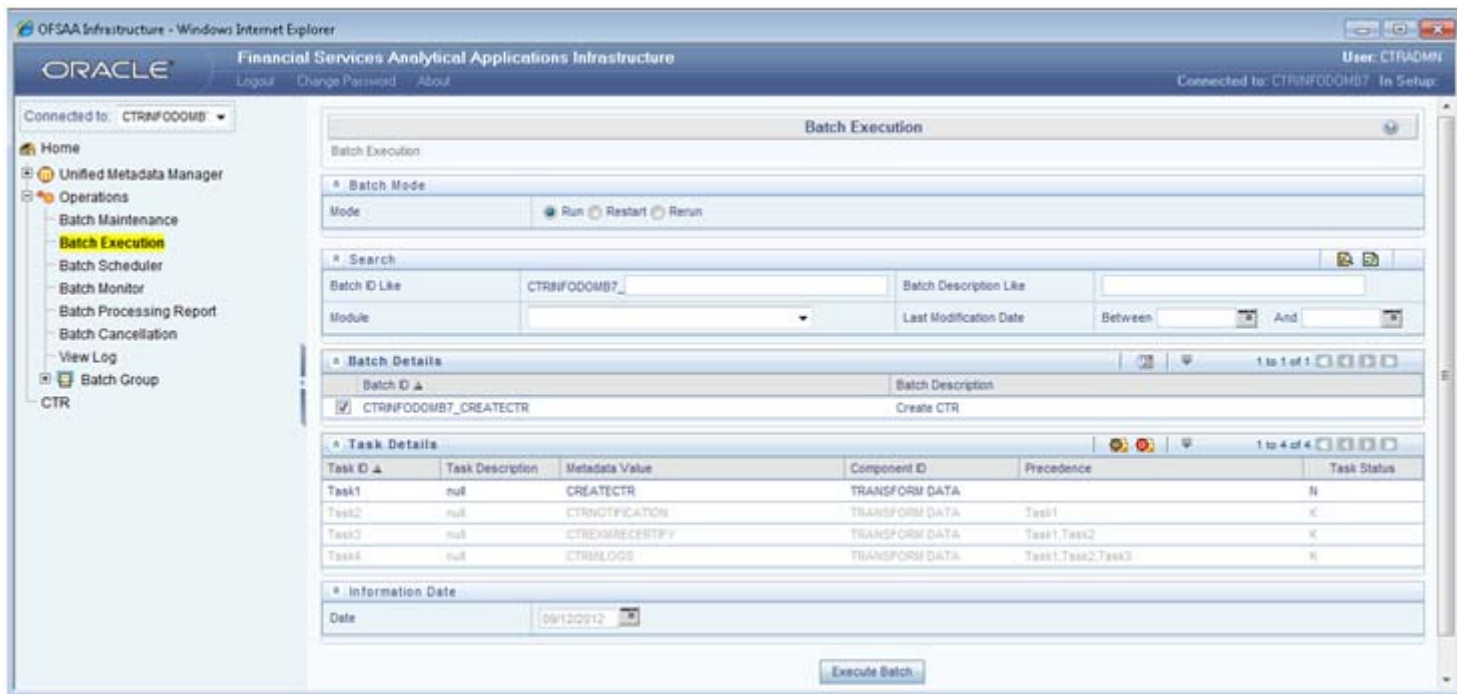 OFSAA Infrastructure - Windows Internet Explorer
ORACLE
Financial Services Analytical Applications Infrastructure
User: CTRADMN
Logout Change Password About
Connected to: CTRINFODOMB7 In Setup:
Connected to: CTRINFODOMB
Home
Unified Metadata Manager
Operations
Batch Maintenance
Batch Execution
Batch Scheduler
Batch Monitor
Batch Processing Report
Batch Cancellation
View Log
Batch Group
CTR
Batch Execution
Batch Execution
Batch Mode
Mode Run Restart Rerun
Search
Batch ID Like CTRINFODOMB7_ Batch Description Like
Module Last Modification Date Between And
Batch Details 1 to 1 of 1
Batch ID Batch Description
CTRINFODOMB7_CREATECTR Create CTR
Task Details 1 to 4 of 4
Task ID Task Description Metadata Value Component ID Precedence Task Status
Task1 null CREATECTR TRANSFORM DATA N
Task2 null CTRNOTIFICATION TRANSFORM DATA Task1 K
Task3 null CTREXMRECERTIFY TRANSFORM DATA Task1,Task2 K
Task4 null CTRMLOGS TRANSFORM DATA Task1,Task2,Task3 K
Information Date
Date 09/12/2012
Execute Batch